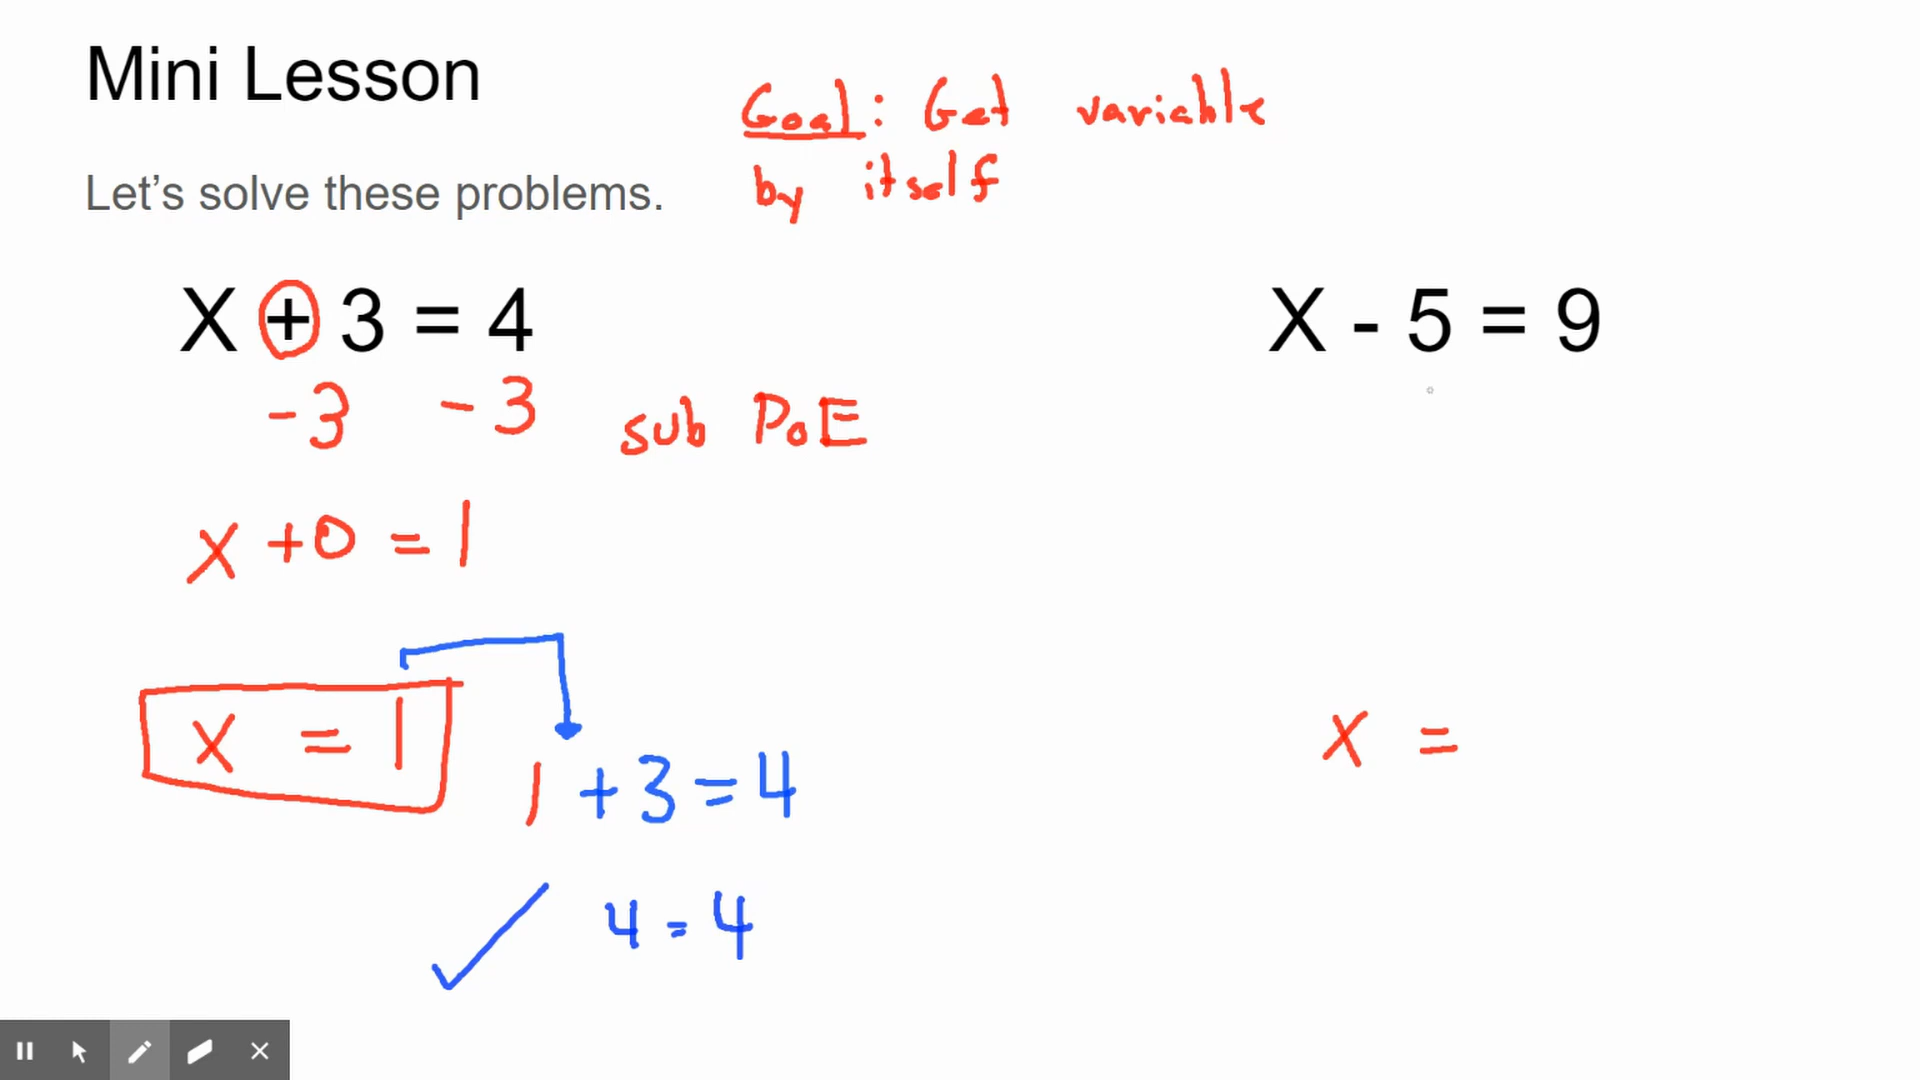 Mini Lesson
Goal: Get variable
by itself
Let's solve these problems.
X + 3 = 4
-3 -3 sub PoE
x + 0 = 1
x = 1
1 + 3 = 4
4 = 4
X - 5 = 9
x =